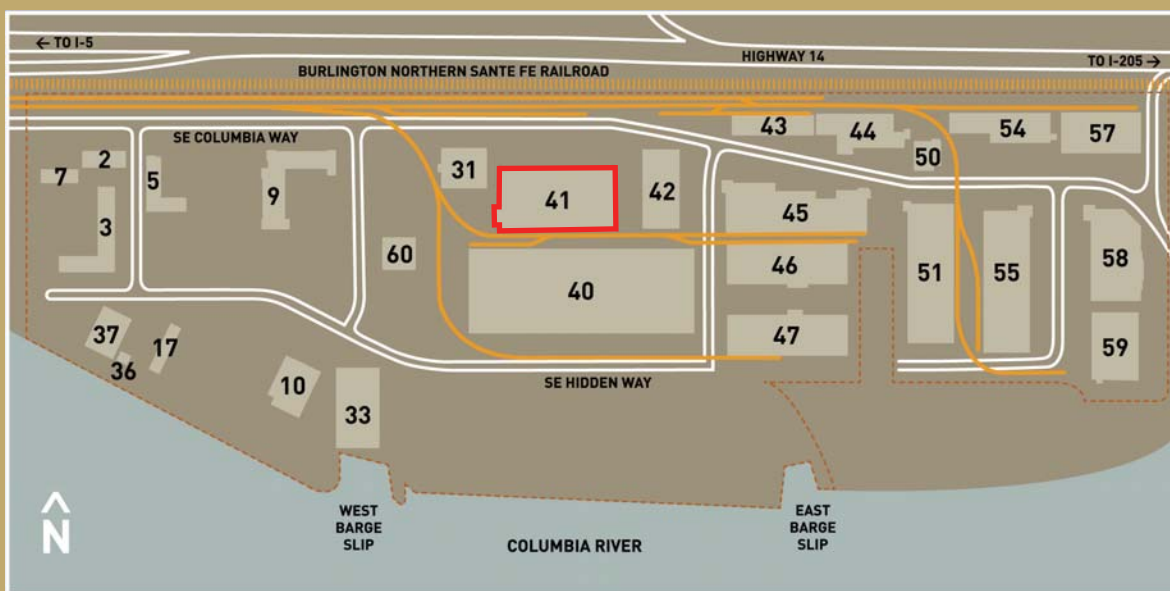 ← TO I-5
HIGHWAY 14
TO I-205 →
BURLINGTON NORTHERN SANTE FE RAILROAD
SE COLUMBIA WAY
43
44
54
57
50
7
2
5
9
31
41
42
45
3
60
40
46
51
55
58
37
36
17
47
59
10
33
SE HIDDEN WAY
N
WEST
BARGE
SLIP
COLUMBIA RIVER
EAST
BARGE
SLIP